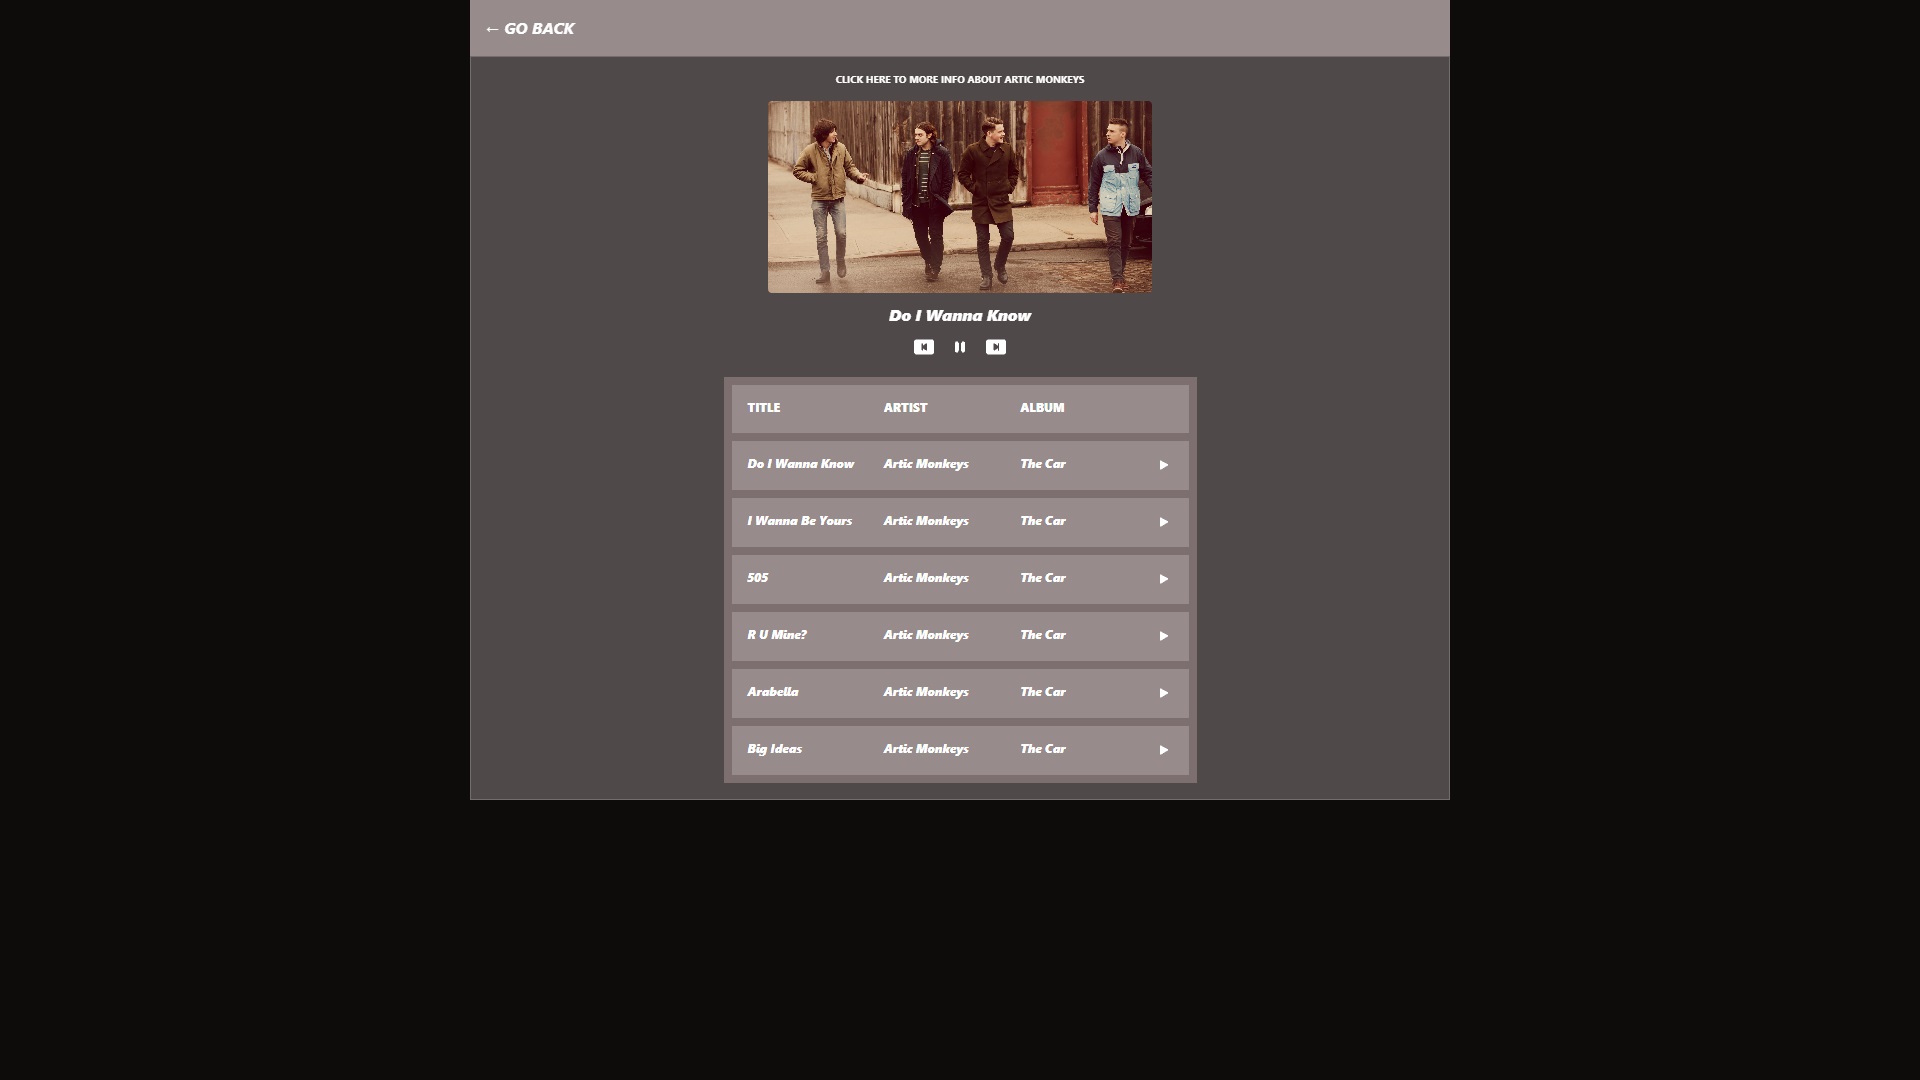 ← GO BACK
CLICK HERE TO MORE INFO ABOUT ARTIC MONKEYS
Do I Wanna Know
TITLE ARTIST ALBUM
Do I Wanna Know Artic Monkeys The Car
I Wanna Be Yours Artic Monkeys The Car
505 Artic Monkeys The Car
R U Mine? Artic Monkeys The Car
Arabella Artic Monkeys The Car
Big Ideas Artic Monkeys The Car